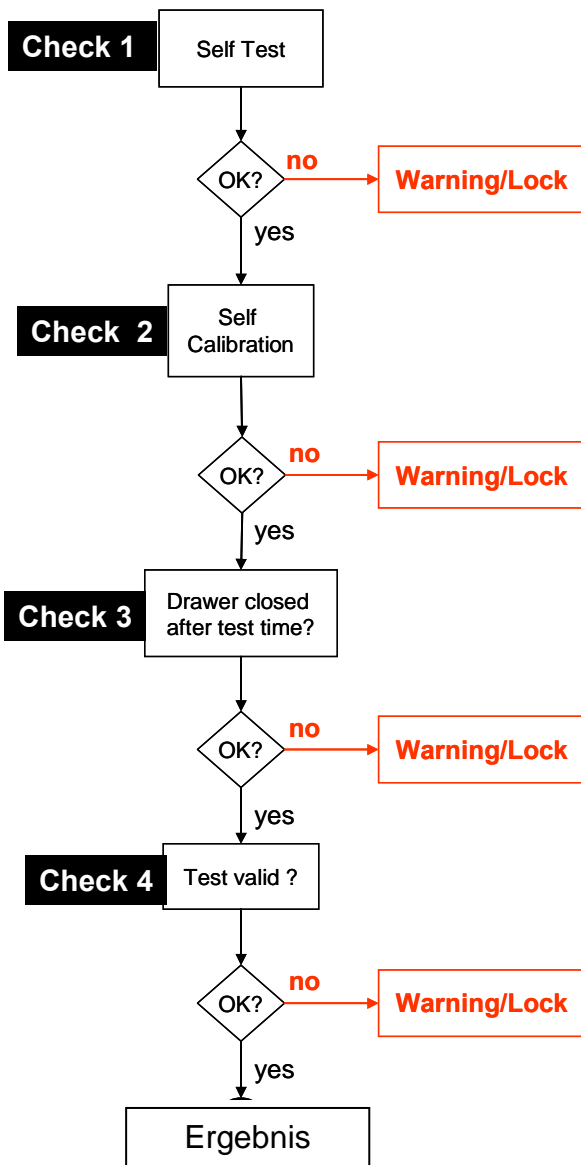 Check 1
Self Test
OK?
no
Warning/Lock
yes
Check 2
Self
Calibration
OK?
no
Warning/Lock
yes
Check 3
Drawer closed
after test time?
OK?
no
Warning/Lock
yes
Check 4
Test valid ?
OK?
no
Warning/Lock
yes
Ergebnis